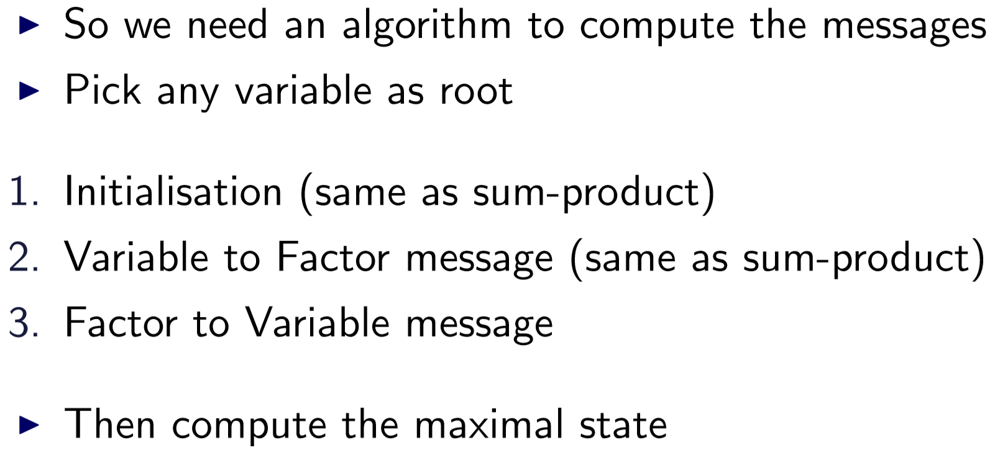 ▶ So we need an algorithm to compute the messages
▶ Pick any variable as root
1. Initialisation (same as sum-product)
2. Variable to Factor message (same as sum-product)
3. Factor to Variable message
▶ Then compute the maximal state